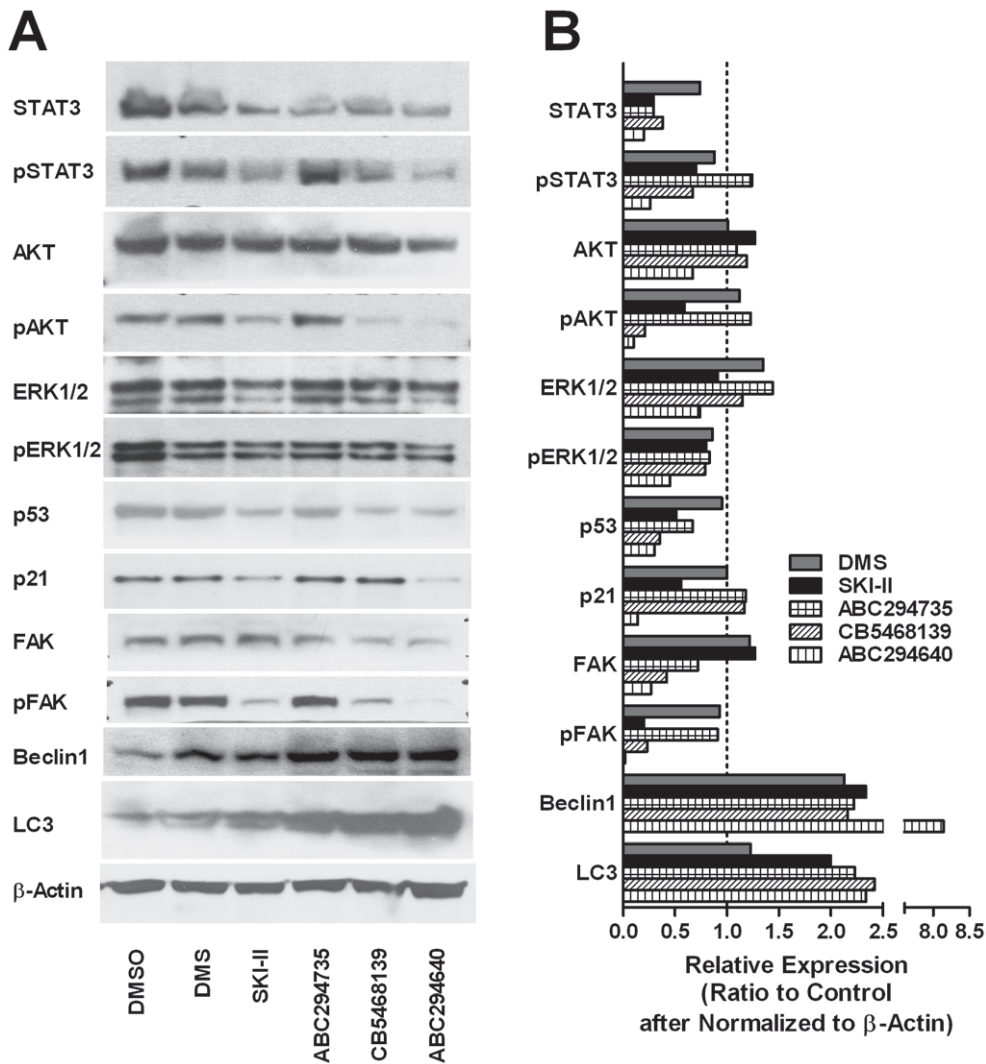 A
STAT3
pSTAT3
AKT
pAKT
ERK1/2
pERK1/2
p53
p21
FAK
pFAK
Beclin1
LC3
β-Actin
DMSO
DMS
SKI-II
ABC294735
CB5468139
ABC294640
B
STAT3
pSTAT3
AKT
pAKT
ERK1/2
pERK1/2
p53
p21
FAK
pFAK
Beclin1
LC3
DMS
SKI-II
ABC294735
CB5468139
ABC294640
0.0 0.5 1.0 1.5 2.0 2.5 8.0 8.5
Relative Expression
(Ratio to Control
after Normalized to β-Actin)